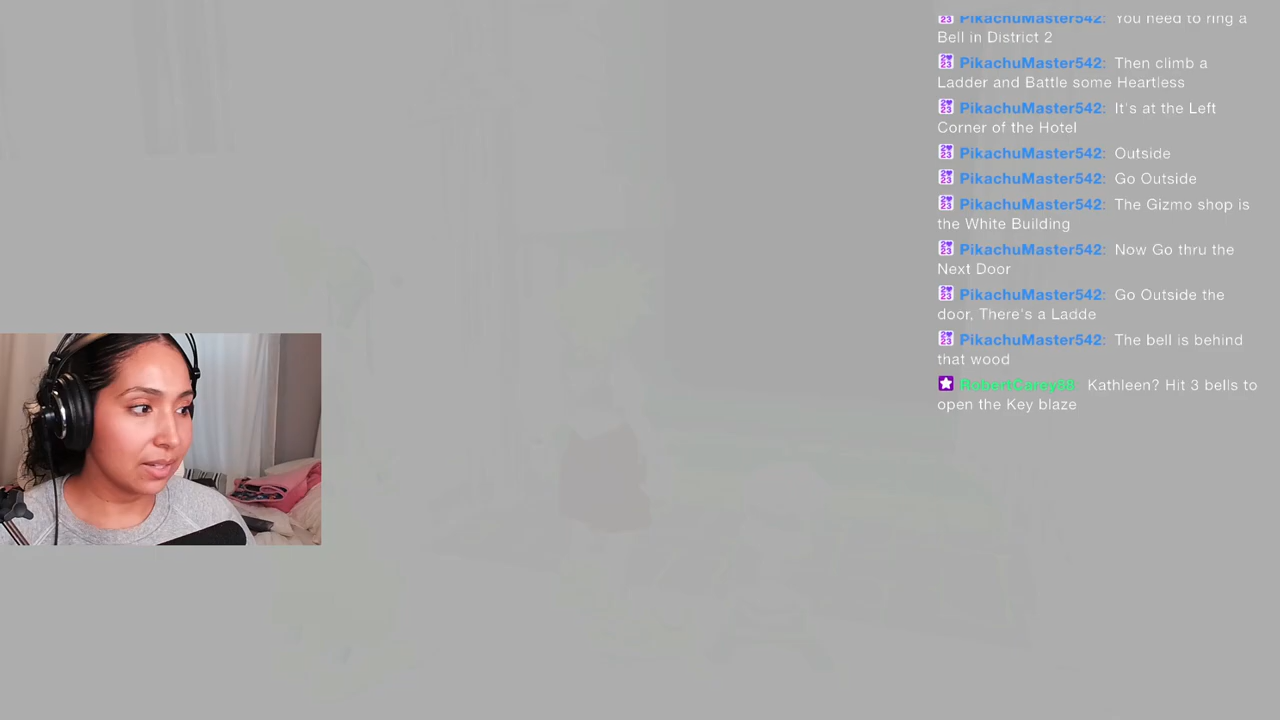 PikachuMaster542: You need to ring a
Bell in District 2
PikachuMaster542: Then climb a
Ladder and Battle some Heartless
PikachuMaster542: It's at the Left
Corner of the Hotel
PikachuMaster542: Outside
PikachuMaster542: Go Outside
PikachuMaster542: The Gizmo shop is
the White Building
PikachuMaster542: Now Go thru the
Next Door
PikachuMaster542: Go Outside the
door, There's a Ladde
PikachuMaster542: The bell is behind
that wood
RobertCarey68 Kathleen? Hit 3 bells to
open the Key blaze